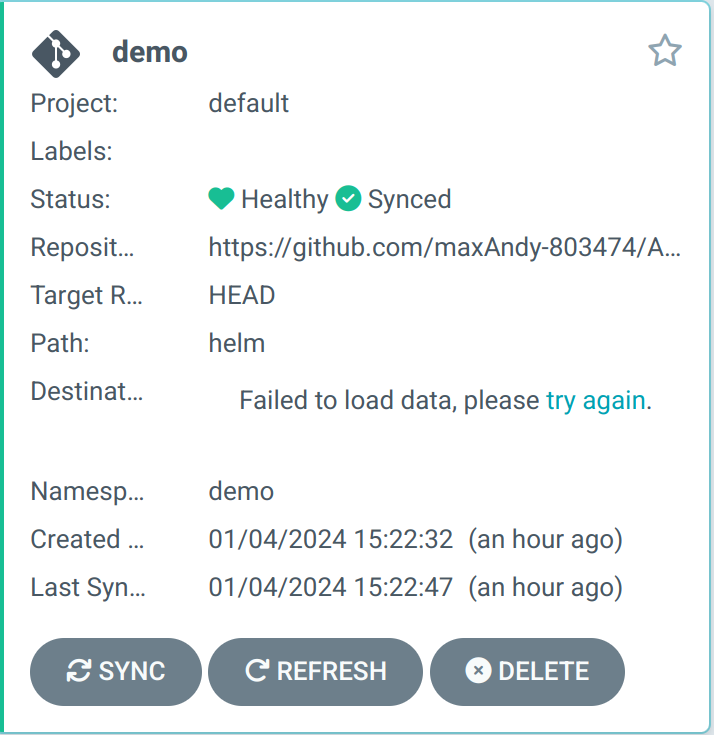 demo
Project: default
Labels:
Status: Healthy Synced
Reposit... https://github.com/maxAndy-803474/A...
Target R... HEAD
Path: helm
Destinat... Failed to load data, please try again.
Namesp... demo
Created ... 01/04/2024 15:22:32 (an hour ago)
Last Syn... 01/04/2024 15:22:47 (an hour ago)
SYNC REFRESH DELETE